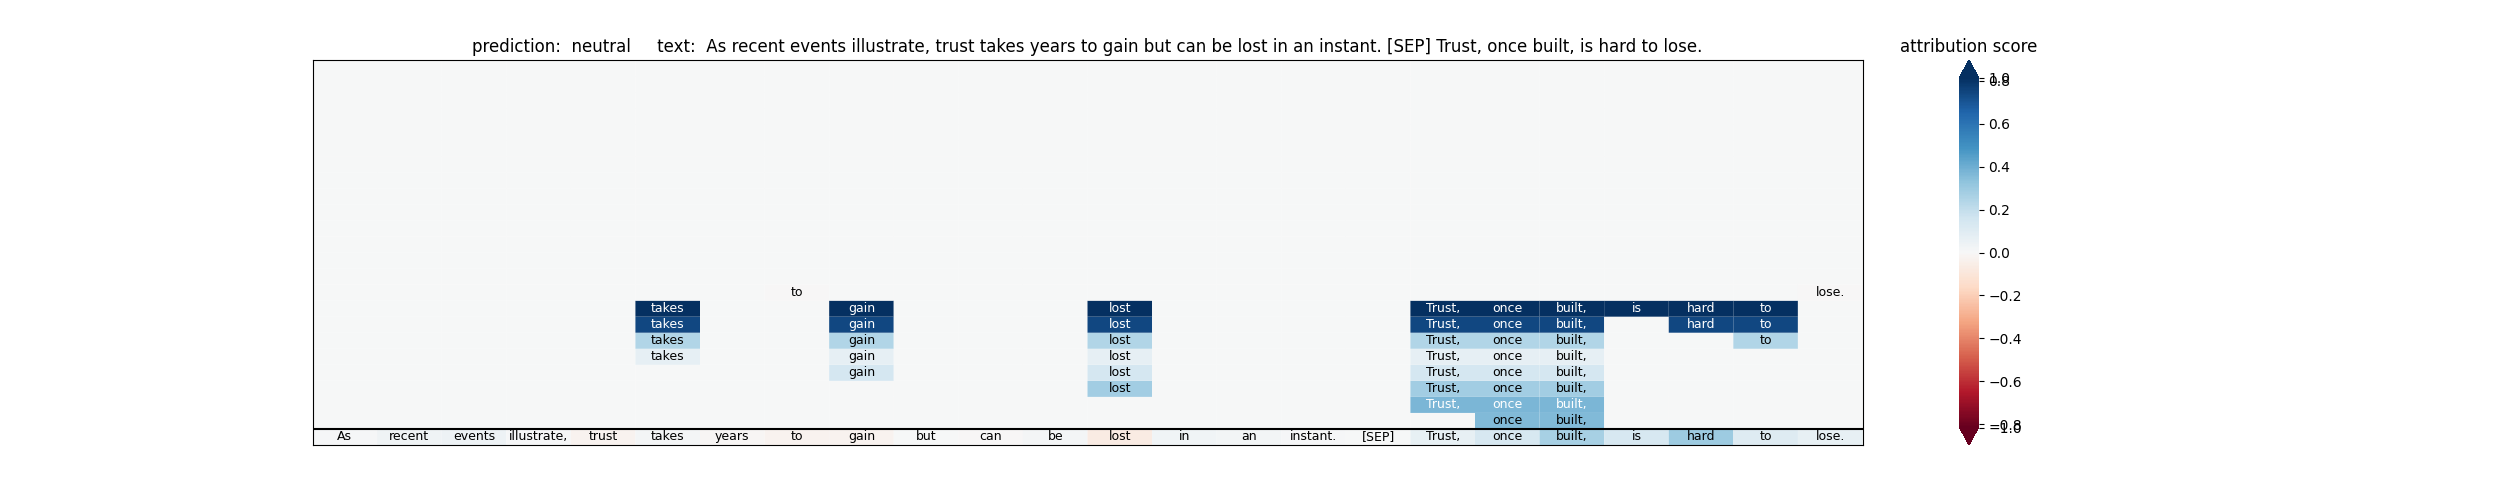 prediction:  neutral     text:  As recent events illustrate, trust takes years to gain but can be lost in an instant. [SEP] Trust, once built, is hard to lose.
attribution score
to lose.
takes gain lost Trust, once built, is hard to
takes gain lost Trust, once built, hard to
takes gain lost Trust, once built, to
takes gain lost Trust, once built,
gain lost Trust, once built,
lost Trust, once built,
Trust, once built,
once built,
As recent events illustrate, trust takes years to gain but can be lost in an instant. [SEP] Trust, once built, is hard to lose.
1.0
0.8
0.6
0.4
0.2
0.0
−0.2
−0.4
−0.6
−0.8
−1.0